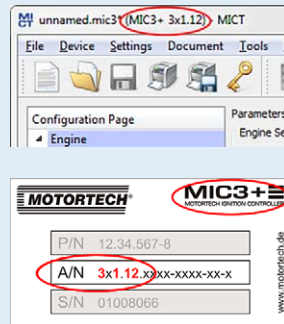 unnamed.mic3* (MIC3+ 3x1.12) - MICT
File Device Settings Document Tools
Configuration Page
Parameters
Engine
Engine Se
MOTORTECH®
MIC3+
MOTORTECH IGNITION CONTROLLER
P/N 12.34.567-8
A/N 3x1.12.xxxx-xxxx-xx-x
S/N 01008066
www.motortech.de